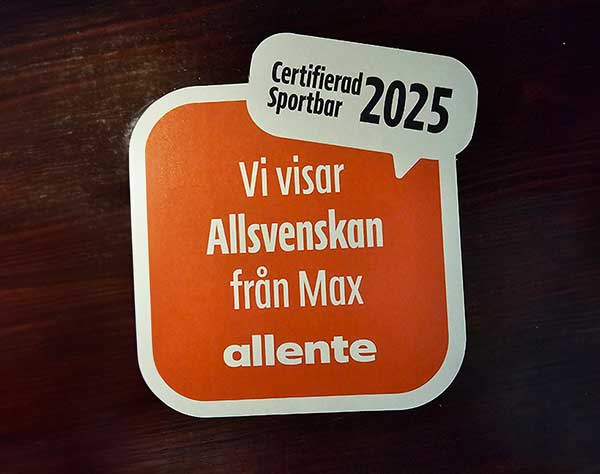 Certifierad
Sportbar 2025
Vi visar
Allsvenskan
från Max
allente